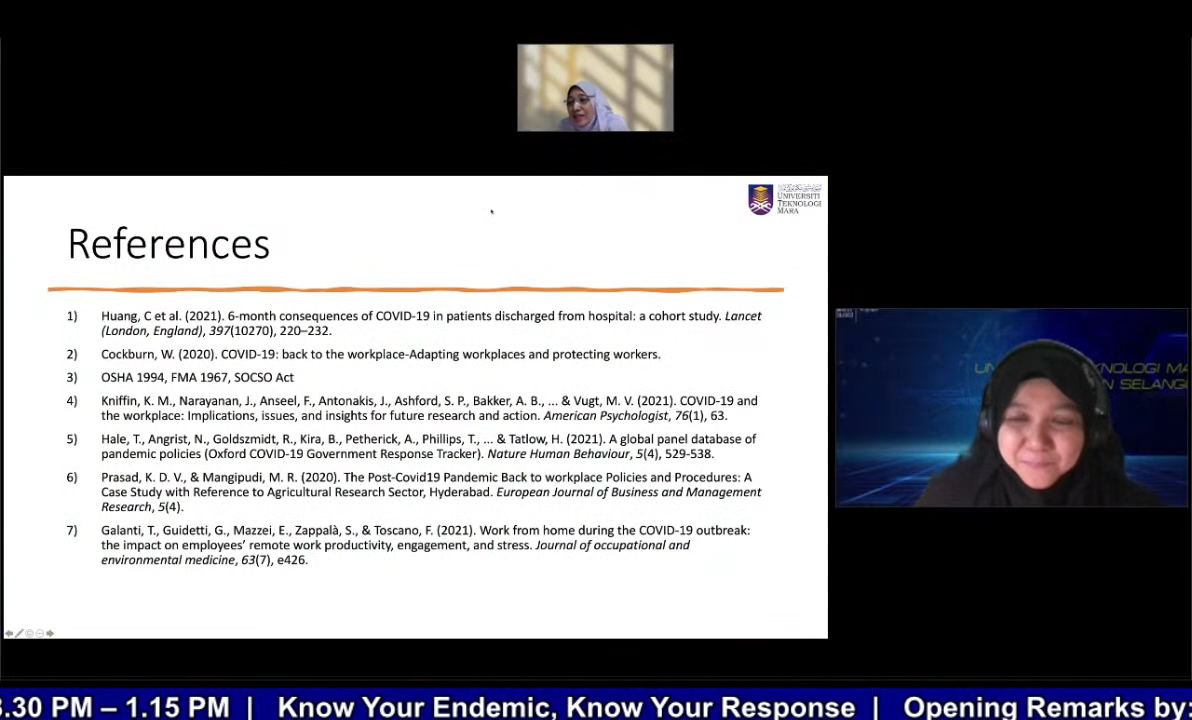 UNIVERSITI
TEKNOLOGI
MARA
References
1) Huang, C et al. (2021). 6-month consequences of COVID-19 in patients discharged from hospital: a cohort study. Lancet
(London, England), 397(10270), 220–232.
2) Cockburn, W. (2020). COVID-19: back to the workplace-Adapting workplaces and protecting workers.
3) OSHA 1994, FMA 1967, SOCSO Act
4) Kniffin, K. M., Narayanan, J., Anseel, F., Antonakis, J., Ashford, S. P., Bakker, A. B., ... & Vugt, M. V. (2021). COVID-19 and
the workplace: Implications, issues, and insights for future research and action. American Psychologist, 76(1), 63.
5) Hale, T., Angrist, N., Goldszmidt, R., Kira, B., Petherick, A., Phillips, T., ... & Tatlow, H. (2021). A global panel database of
pandemic policies (Oxford COVID-19 Government Response Tracker). Nature Human Behaviour, 5(4), 529-538.
6) Prasad, K. D. V., & Mangipudi, M. R. (2020). The Post-Covid19 Pandemic Back to workplace Policies and Procedures: A
Case Study with Reference to Agricultural Research Sector, Hyderabad. European Journal of Business and Management
Research, 5(4).
7) Galanti, T., Guidetti, G., Mazzei, E., Zappalà, S., & Toscano, F. (2021). Work from home during the COVID-19 outbreak:
the impact on employees’ remote work productivity, engagement, and stress. Journal of occupational and
environmental medicine, 63(7), e426.
UN KNOLOGI MA
N SELANG
.30 PM – 1.15 PM | Know Your Endemic, Know Your Response | Opening Remarks by: